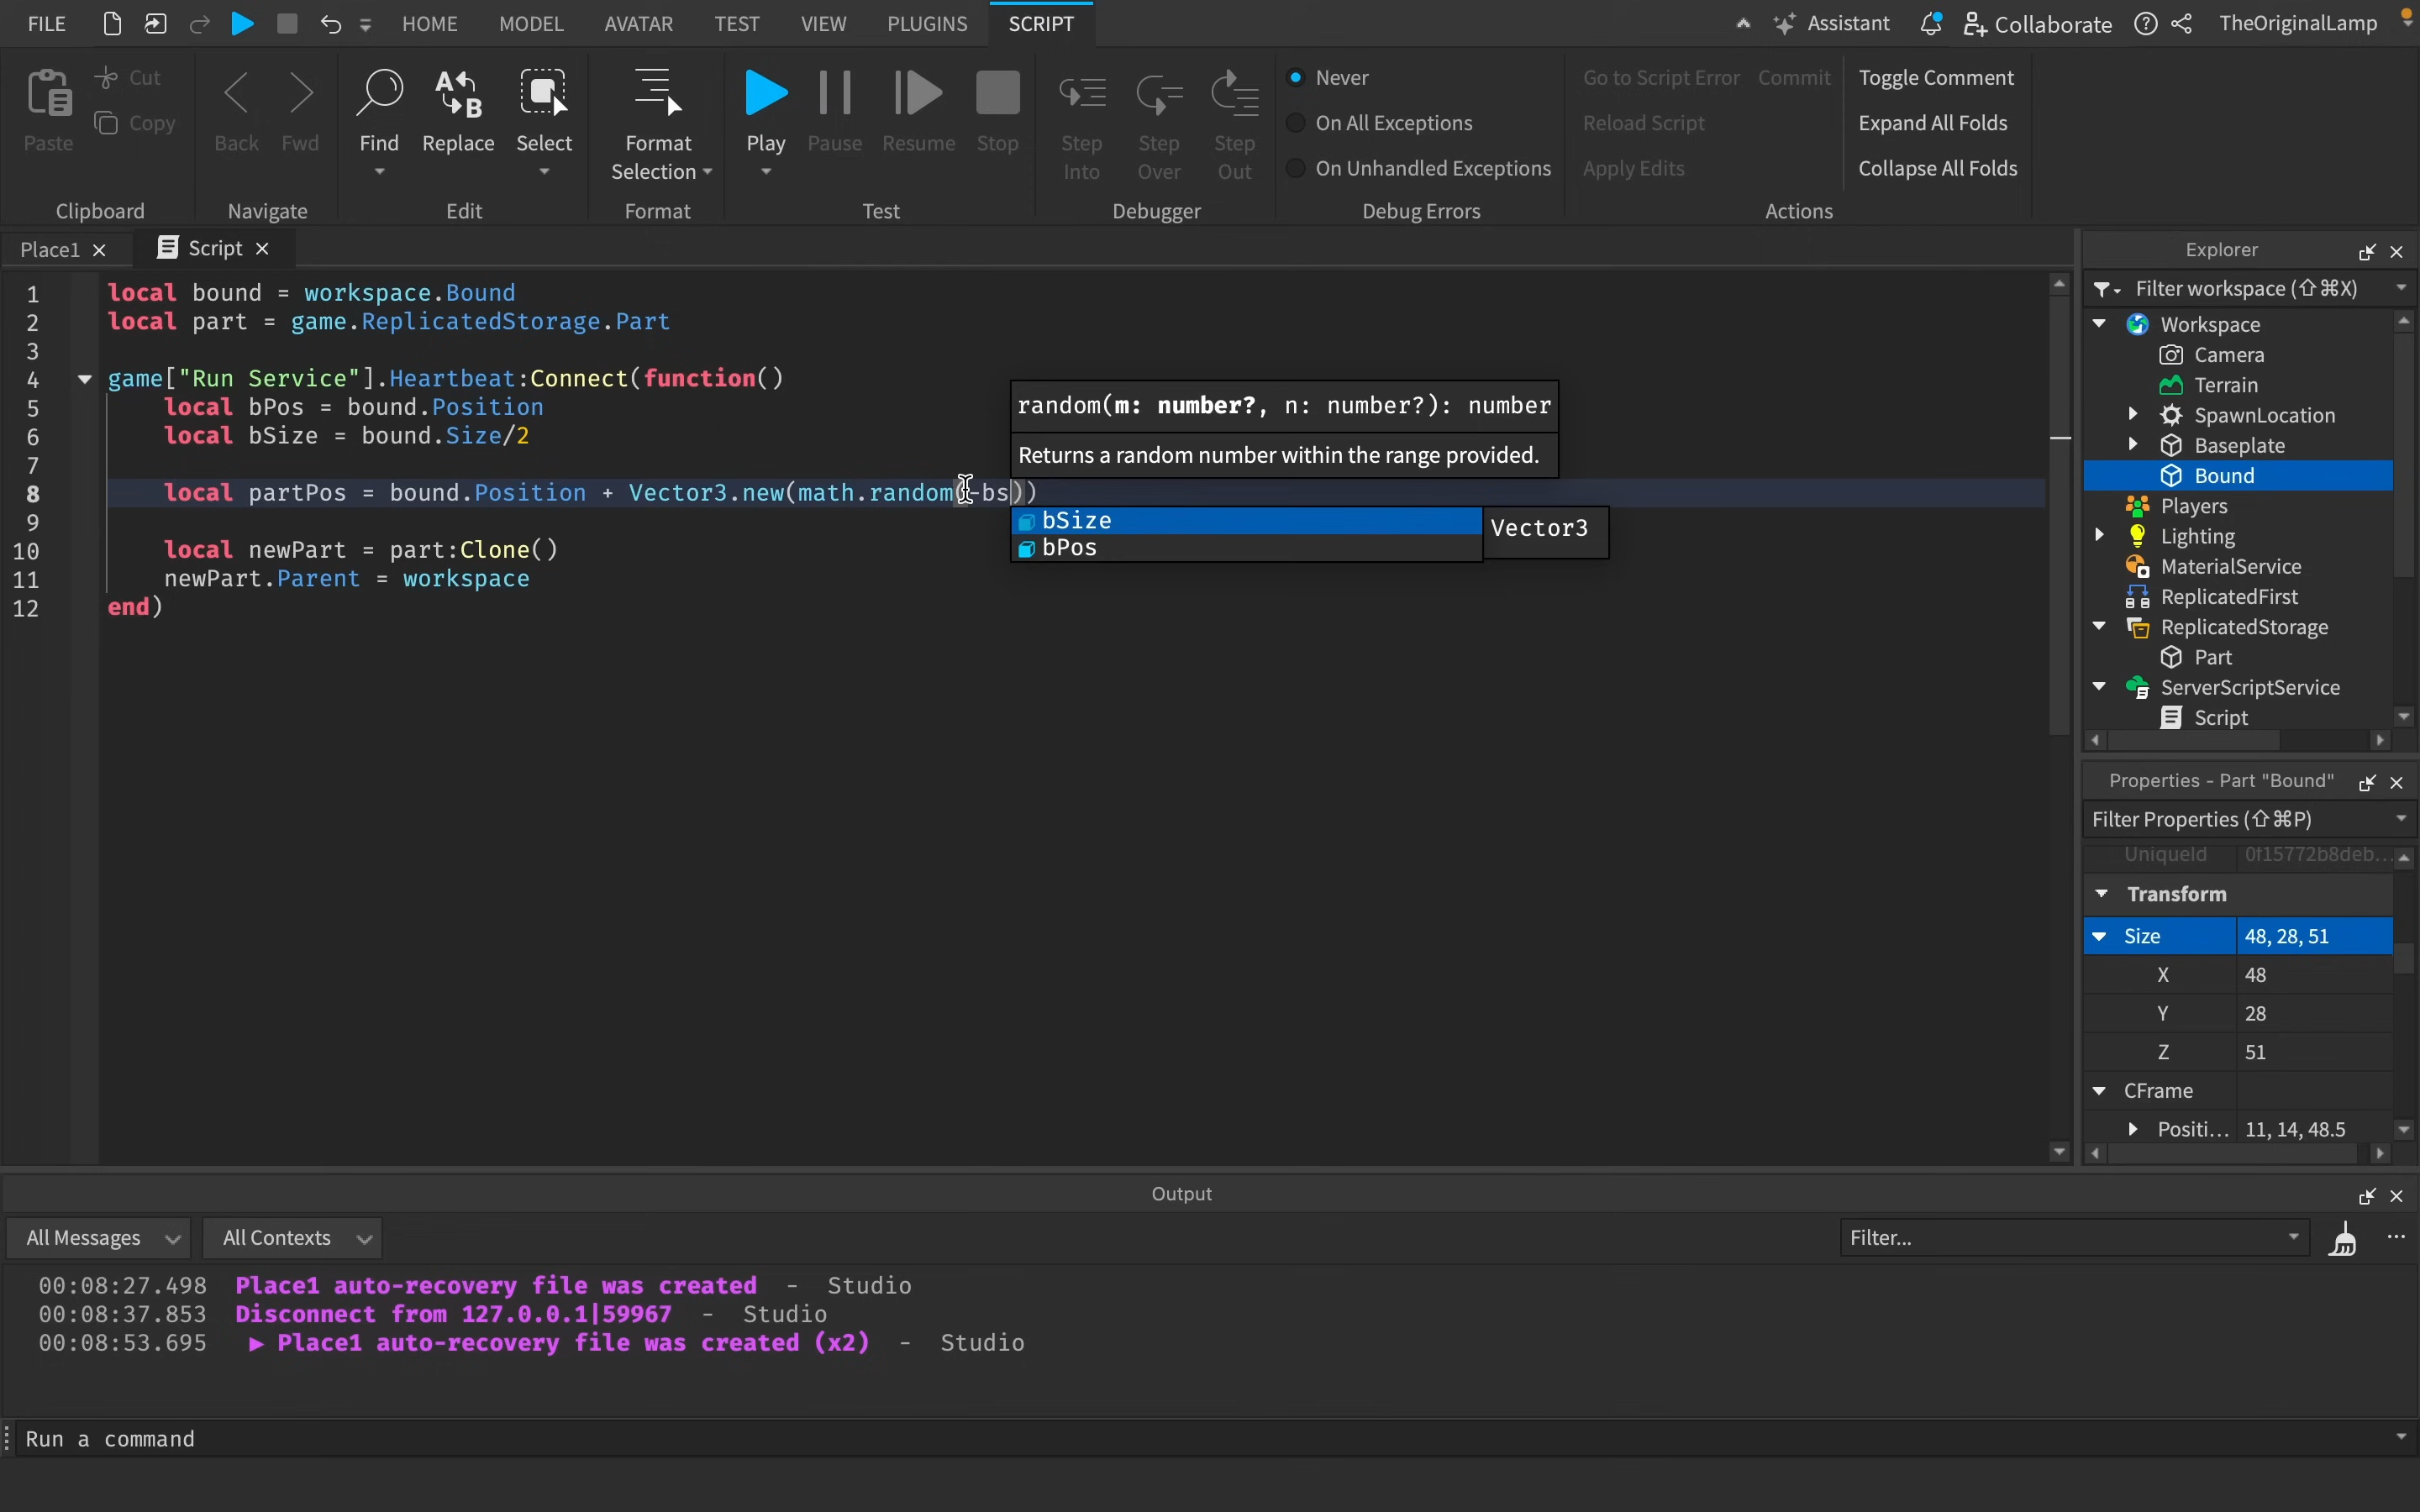 FILE HOME MODEL AVATAR TEST VIEW PLUGINS SCRIPT Assistant Collaborate TheOriginalLamp
Paste Cut Copy
Clipboard
Back Fwd
Navigate
Find Replace Select
Edit
Format Selection
Format
Play Pause Resume Stop
Test
Step Into Step Over Step Out
Debugger
Never
On All Exceptions
On Unhandled Exceptions
Debug Errors
Go to Script Error Commit
Reload Script
Apply Edits
Toggle Comment
Expand All Folds
Collapse All Folds
Actions
Place1 Script
1 local bound = workspace.Bound
2 local part = game.ReplicatedStorage.Part
3
4 game["Run Service"].Heartbeat:Connect(function()
5 local bPos = bound.Position
6 local bSize = bound.Size/2
7
8 local partPos = bound.Position + Vector3.new(math.random(-bs))
9
10 local newPart = part:Clone()
11 newPart.Parent = workspace
12 end)
random(m: number?, n: number?): number
Returns a random number within the range provided.
bSize Vector3
bPos
Explorer
Filter workspace (⇧⌘X)
Workspace
Camera
Terrain
SpawnLocation
Baseplate
Bound
Players
Lighting
MaterialService
ReplicatedFirst
ReplicatedStorage
Part
ServerScriptService
Script
Properties - Part "Bound"
Filter Properties (⇧⌘P)
UniqueId 0f15772b8deb...
Transform
Size 48, 28, 51
X 48
Y 28
Z 51
CFrame
Positi... 11, 14, 48.5
Output
All Messages All Contexts Filter...
00:08:27.498 Place1 auto-recovery file was created - Studio
00:08:37.853 Disconnect from 127.0.0.1|59967 - Studio
00:08:53.695 ▶ Place1 auto-recovery file was created (x2) - Studio
Run a command